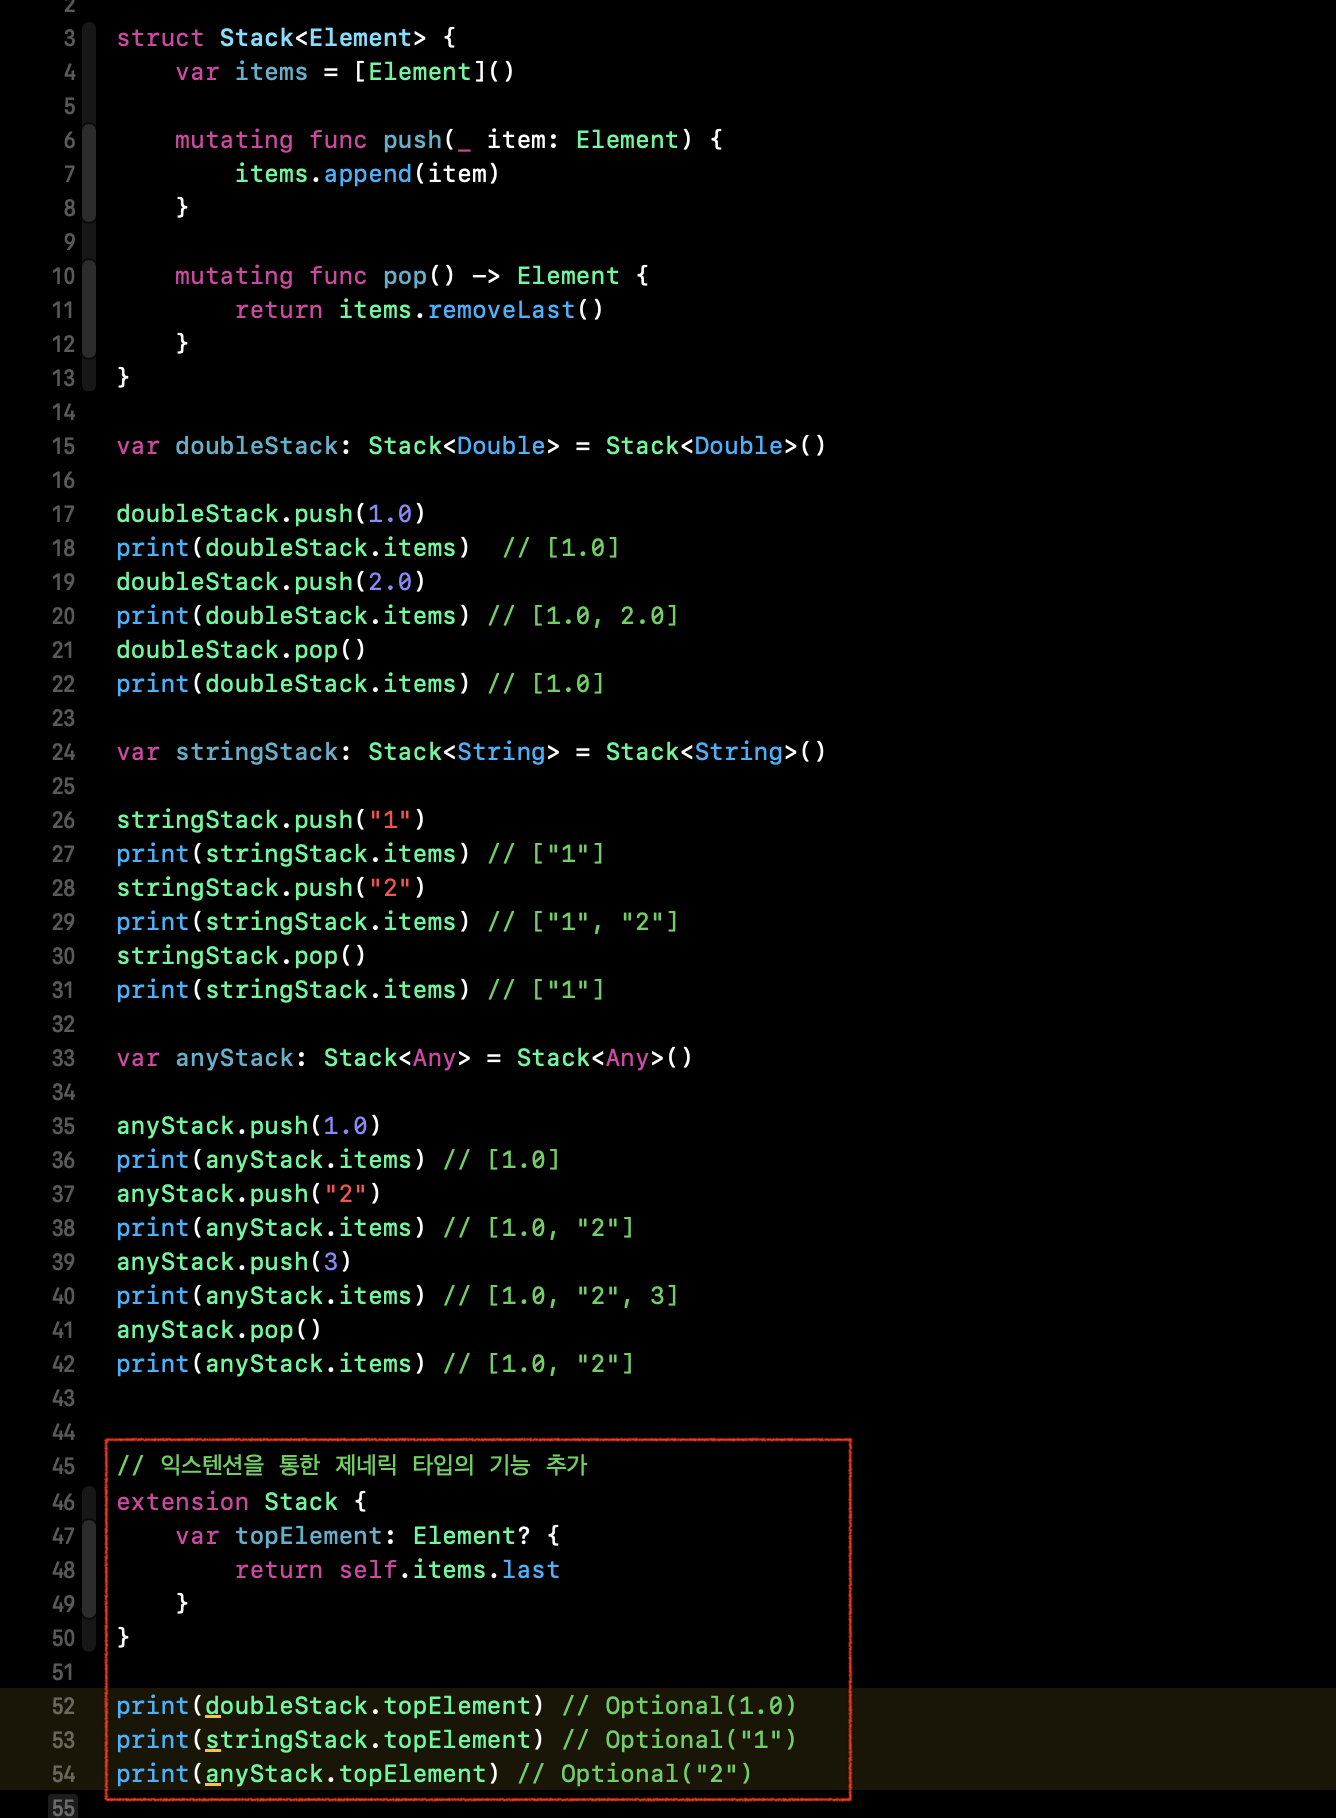 2
3 struct Stack<Element> {
4     var items = [Element]()
5
6     mutating func push(_ item: Element) {
7         items.append(item)
8     }
9
10     mutating func pop() -> Element {
11         return items.removeLast()
12     }
13 }
14
15 var doubleStack: Stack<Double> = Stack<Double>()
16
17 doubleStack.push(1.0)
18 print(doubleStack.items)  // [1.0]
19 doubleStack.push(2.0)
20 print(doubleStack.items) // [1.0, 2.0]
21 doubleStack.pop()
22 print(doubleStack.items) // [1.0]
23
24 var stringStack: Stack<String> = Stack<String>()
25
26 stringStack.push("1")
27 print(stringStack.items) // ["1"]
28 stringStack.push("2")
29 print(stringStack.items) // ["1", "2"]
30 stringStack.pop()
31 print(stringStack.items) // ["1"]
32
33 var anyStack: Stack<Any> = Stack<Any>()
34
35 anyStack.push(1.0)
36 print(anyStack.items) // [1.0]
37 anyStack.push("2")
38 print(anyStack.items) // [1.0, "2"]
39 anyStack.push(3)
40 print(anyStack.items) // [1.0, "2", 3]
41 anyStack.pop()
42 print(anyStack.items) // [1.0, "2"]
43
44
45 // 익스텐션을 통한 제네릭 타입의 기능 추가
46 extension Stack {
47     var topElement: Element? {
48         return self.items.last
49     }
50 }
51
52 print(doubleStack.topElement) // Optional(1.0)
53 print(stringStack.topElement) // Optional("1")
54 print(anyStack.topElement) // Optional("2")
55